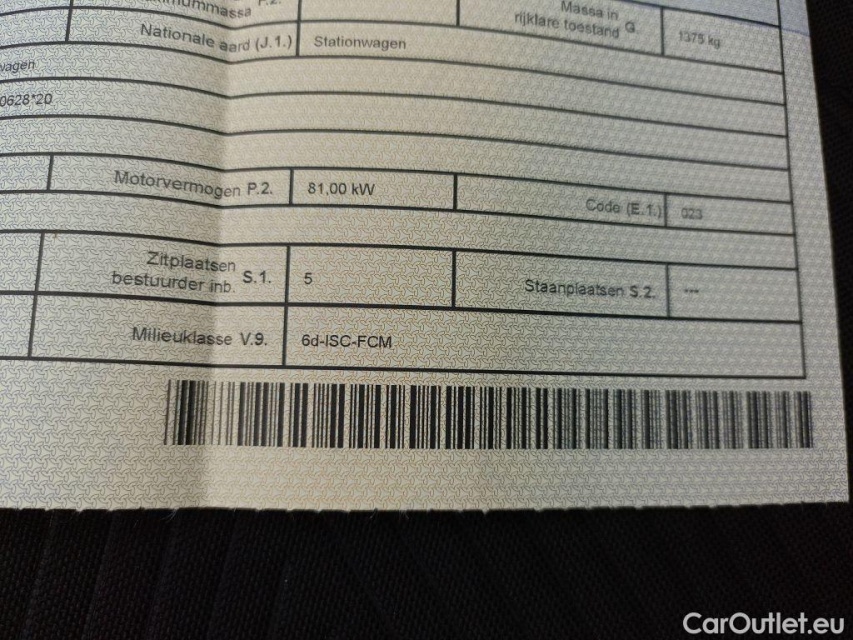 Massa in
rijklare toestand G 1375 kg
Nationale aard (J.1.) Stationwagen
0628*20
Motorvermogen P.2. 81,00 kW Code (E.1.) 023
Zitplaatsen
bestuurder inb. S.1. 5 Staanplaatsen S.2. ---
Milieuklasse V.9. 6d-ISC-FCM
CarOutlet.eu